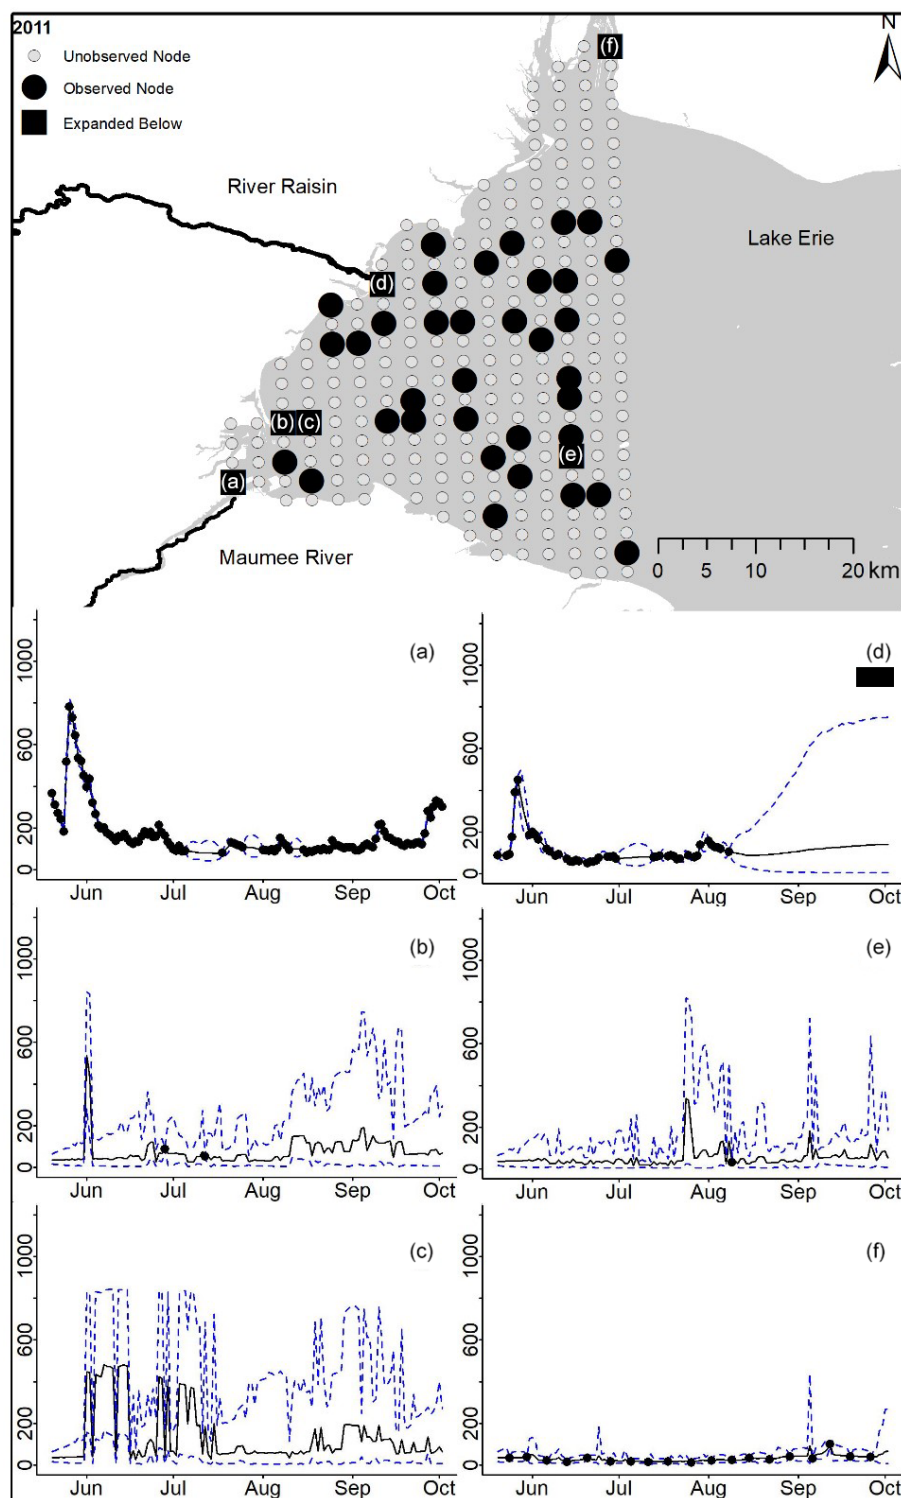 2011
N
Unobserved Node
Observed Node
Expanded Below
(f)
River Raisin
Lake Erie
(d)
(b) (c)
(e)
(a)
Maumee River
0 5 10 20 km
(a)
0 200 600 1000
Jun Jul Aug Sep Oct
(d)
0 200 600 1000
Jun Jul Aug Sep Oct
(b)
0 200 600 1000
Jun Jul Aug Sep Oct
(e)
0 200 600 1000
Jun Jul Aug Sep Oct
(c)
0 200 600 1000
Jun Jul Aug Sep Oct
(f)
0 200 600 1000
Jun Jul Aug Sep Oct